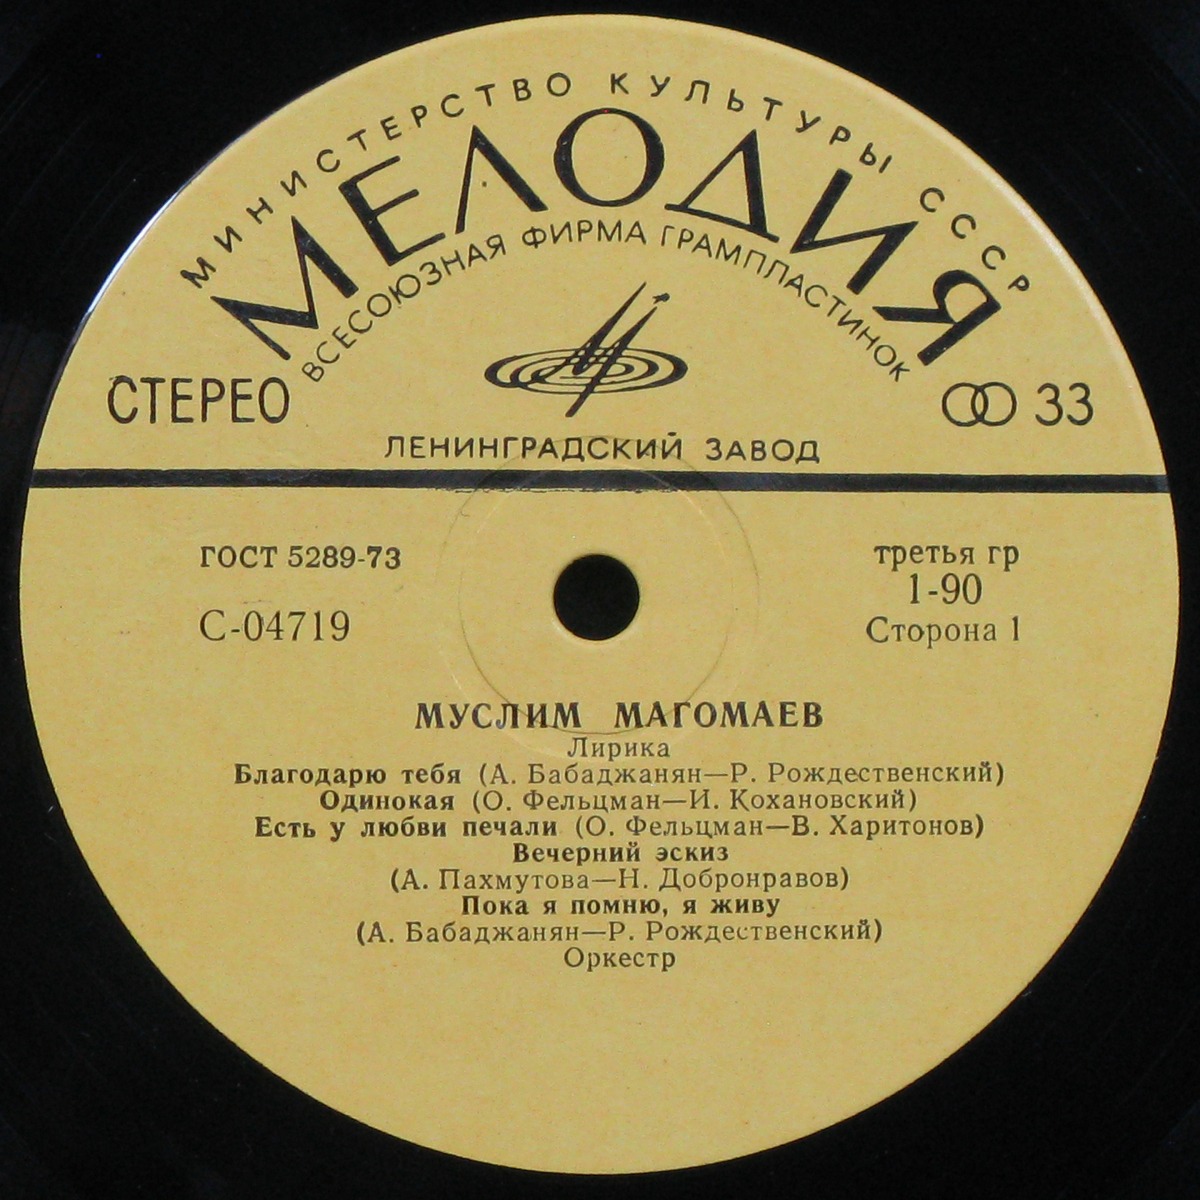 МИНИСТЕРСТВО КУЛЬТУРЫ СССР
МЕЛОДИЯ
ВСЕСОЮЗНАЯ ФИРМА ГРАМПЛАСТИНОК
СТЕРЕО
33
ЛЕНИНГРАДСКИЙ ЗАВОД
ГОСТ 5289-73
третья гр
1-90
С-04719
Сторона 1
МУСЛИМ МАГОМАЕВ
Лирика
Благодарю тебя (А. Бабаджанян—Р. Рождественский)
Одинокая (О. Фельцман—И. Кохановский)
Есть у любви печали (О. Фельцман—В. Харитонов)
Вечерний эскиз
(А. Пахмутова—Н. Добронравов)
Пока я помню, я живу
(А. Бабаджанян—Р. Рождественский)
Оркестр